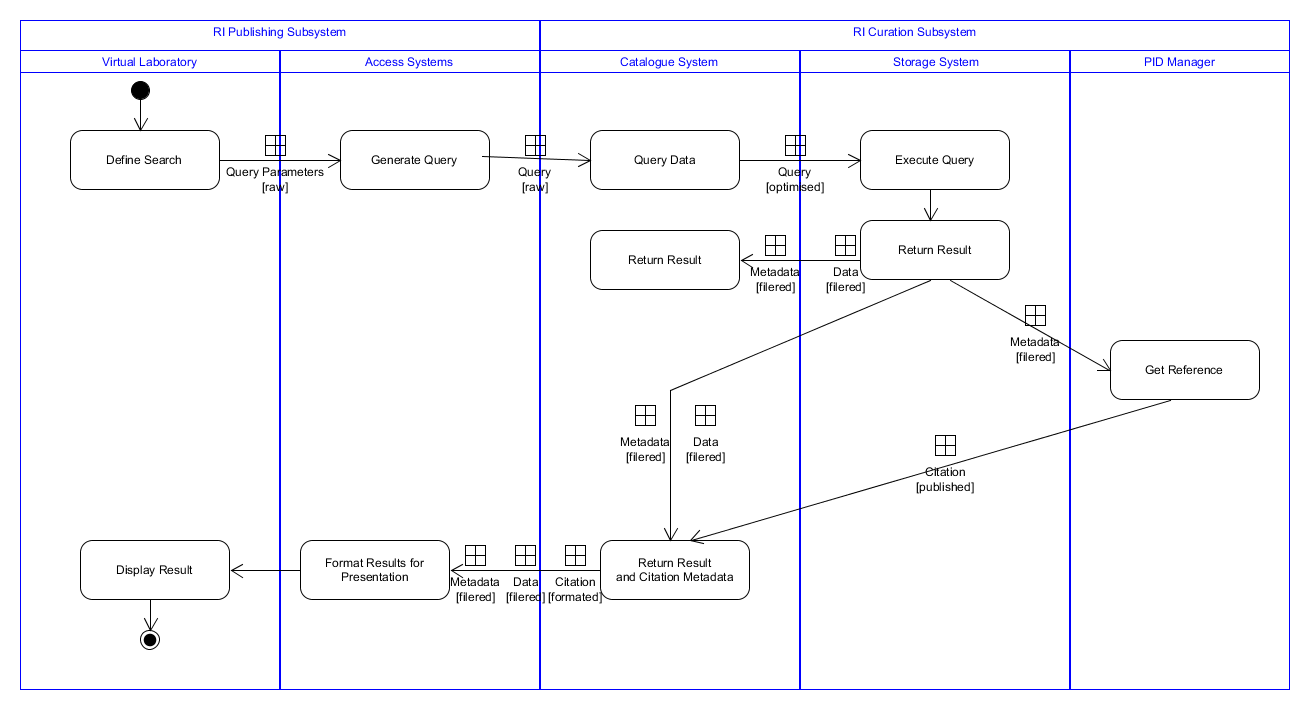 RI Publishing Subsystem
RI Curation Subsystem
Virtual Laboratory
Access Systems
Catalogue System
Storage System
PID Manager
Define Search
Query Parameters
[raw]
Generate Query
Query
[raw]
Query Data
Query
[optimised]
Execute Query
Return Result
Metadata
[filered]
Data
[filered]
Return Result
Metadata
[filered]
Get Reference
Metadata
[filered]
Data
[filered]
Citation
[published]
Display Result
Format Results for
Presentation
Metadata
[filered]
Data
[filered]
Citation
[formated]
Return Result
and Citation Metadata